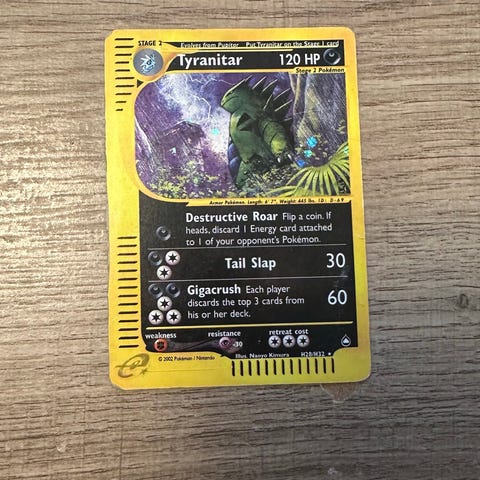 STAGE 2 Evolves from Pupitar Put Tyranitar on the Stage 1 card
Tyranitar 120 HP
Stage 2 Pokémon
Armor Pokémon. Length: 6' 7", Weight: 445 lbs. ID: D-69
Destructive Roar Flip a coin. If
heads, discard 1 Energy card attached
to 1 of your opponent's Pokémon.
Tail Slap 30
Gigacrush Each player
discards the top 3 cards from
his or her deck.
60
weakness resistance retreat cost
-30
Illus. Naoyo Kimura H28/H32
© 2002 Pokémon / Nintendo
e